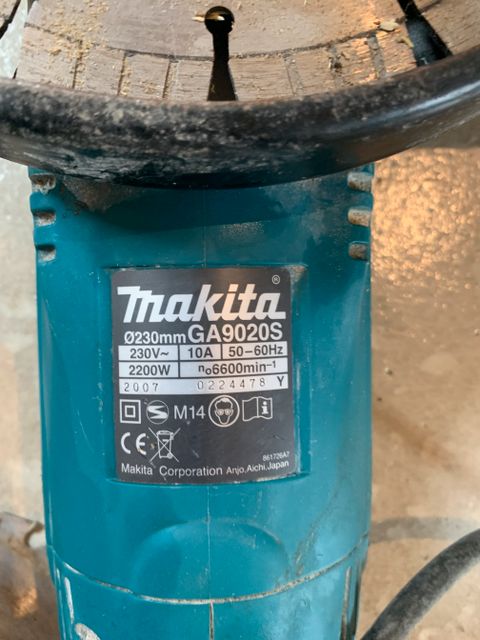 makita®
Ø230mm GA9020S
230V~ 10A 50-60Hz
2200W n₀6600min⁻¹
2007 0224478 Y
M14
CE
861726A7
Makita Corporation Anjo, Aichi, Japan